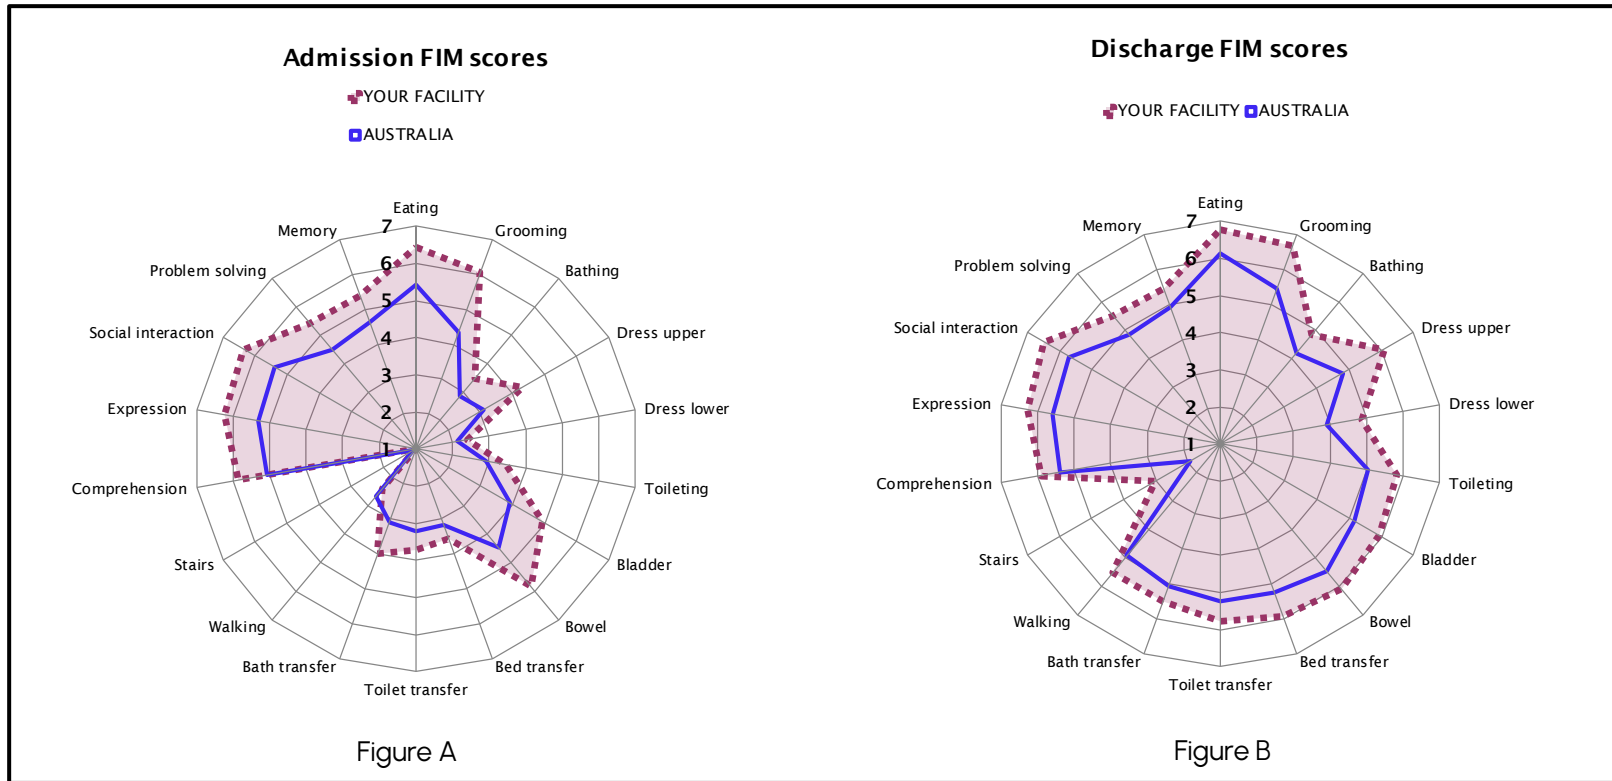 Admission FIM scores
YOUR FACILITY
AUSTRALIA
Eating
7
Memory
Grooming
6
Problem solving
Bathing
5
Social interaction
Dress upper
4
3
Expression
Dress lower
2
1
Comprehension
Toileting
Stairs
Bladder
Walking
Bowel
Bath transfer
Bed transfer
Toilet transfer
Figure A
Discharge FIM scores
YOUR FACILITY AUSTRALIA
Eating
7
Memory
Grooming
6
Problem solving
Bathing
5
Social interaction
Dress upper
4
3
Expression
Dress lower
2
1
Comprehension
Toileting
Stairs
Bladder
Walking
Bowel
Bath transfer
Bed transfer
Toilet transfer
Figure B